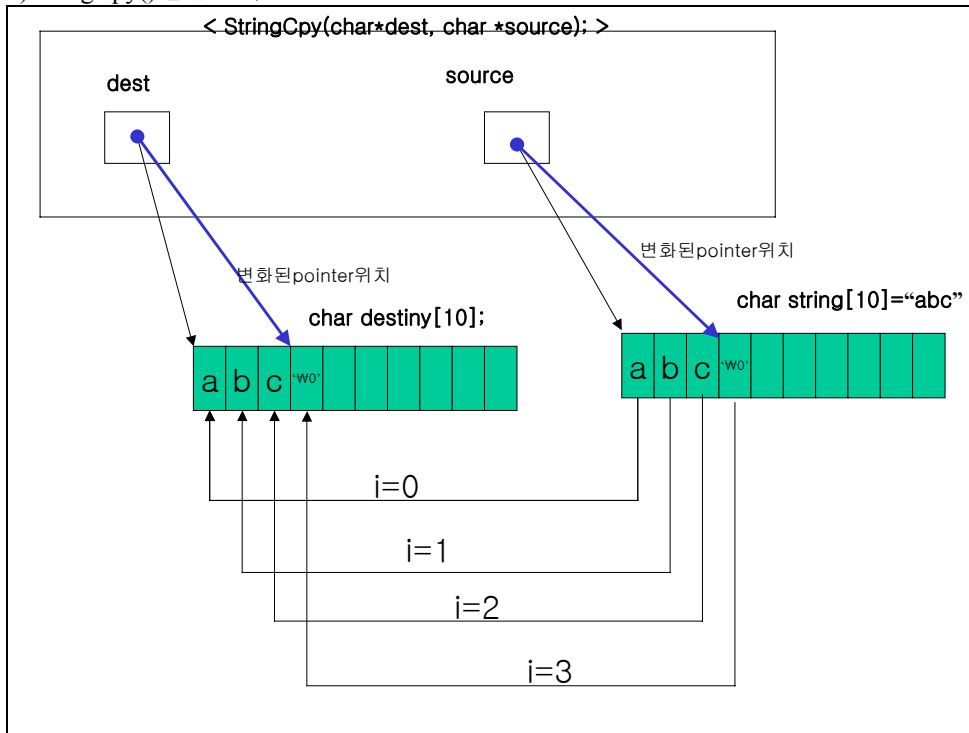 < StringCpy(char*dest, char *source); >
dest
source
변화된pointer위치
변화된pointer위치
char destiny[10];
char string[10]=“abc”
a b c ‘₩0’
a b c ‘₩0’
i=0
i=1
i=2
i=3